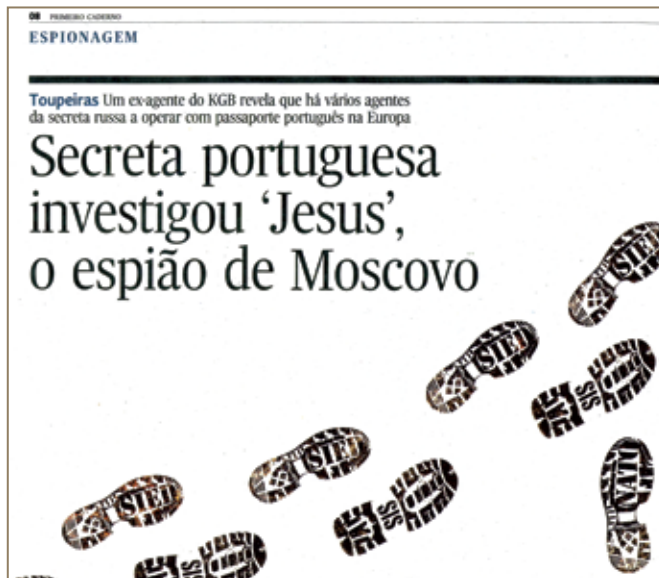 08 PRIMEIRO CADERNO
ESPIONAGEM
Toupeiras Um ex-agente do KGB revela que há vários agentes
da secreta russa a operar com passaporte português na Europa
Secreta portuguesa
investigou ‘Jesus’,
o espião de Moscovo
SIED
SIED
SIS
SIED
SIS
NATO
SIED
SIS